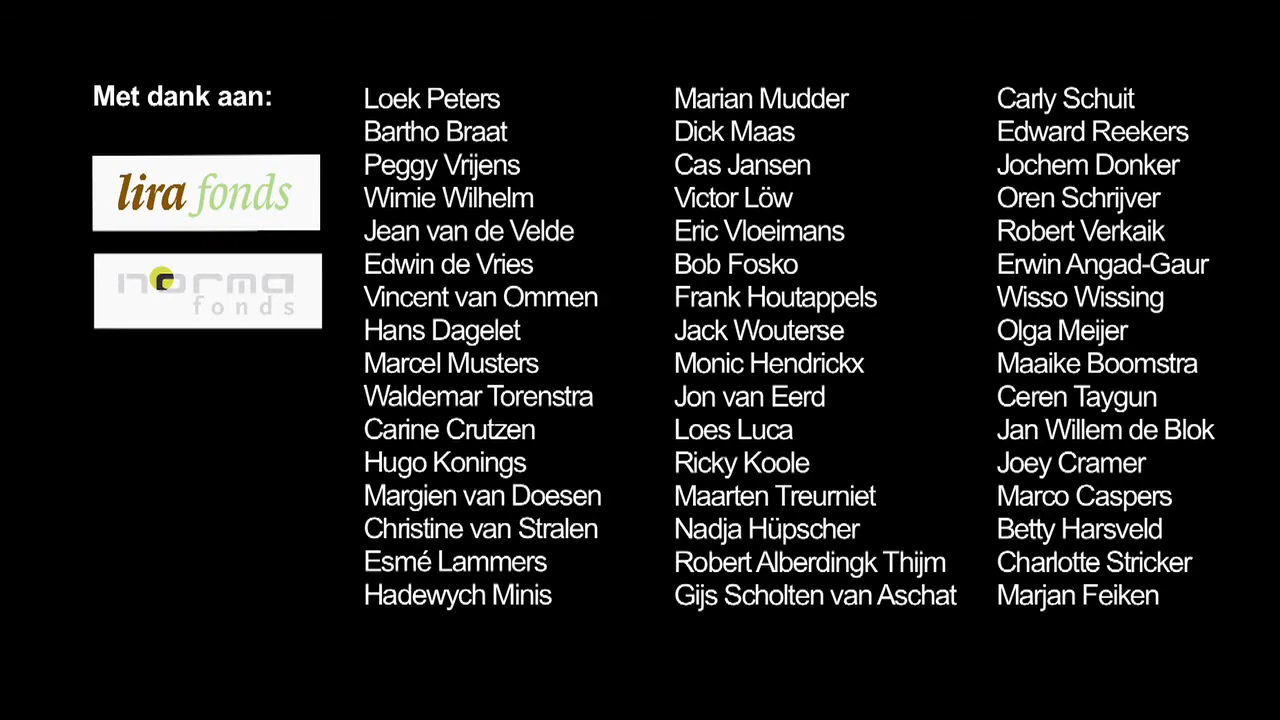 Met dank aan:
lira fonds
norma
fonds
Loek Peters
Bartho Braat
Peggy Vrijens
Wimie Wilhelm
Jean van de Velde
Edwin de Vries
Vincent van Ommen
Hans Dagelet
Marcel Musters
Waldemar Torenstra
Carine Crutzen
Hugo Konings
Margien van Doesen
Christine van Stralen
Esmé Lammers
Hadewych Minis
Marian Mudder
Dick Maas
Cas Jansen
Victor Löw
Eric Vloeimans
Bob Fosko
Frank Houtappels
Jack Wouterse
Monic Hendrickx
Jon van Eerd
Loes Luca
Ricky Koole
Maarten Treurniet
Nadja Hüpscher
Robert Alberdingk Thijm
Gijs Scholten van Aschat
Carly Schuit
Edward Reekers
Jochem Donker
Oren Schrijver
Robert Verkaik
Erwin Angad-Gaur
Wisso Wissing
Olga Meijer
Maaike Boomstra
Ceren Taygun
Jan Willem de Blok
Joey Cramer
Marco Caspers
Betty Harsveld
Charlotte Stricker
Marjan Feiken